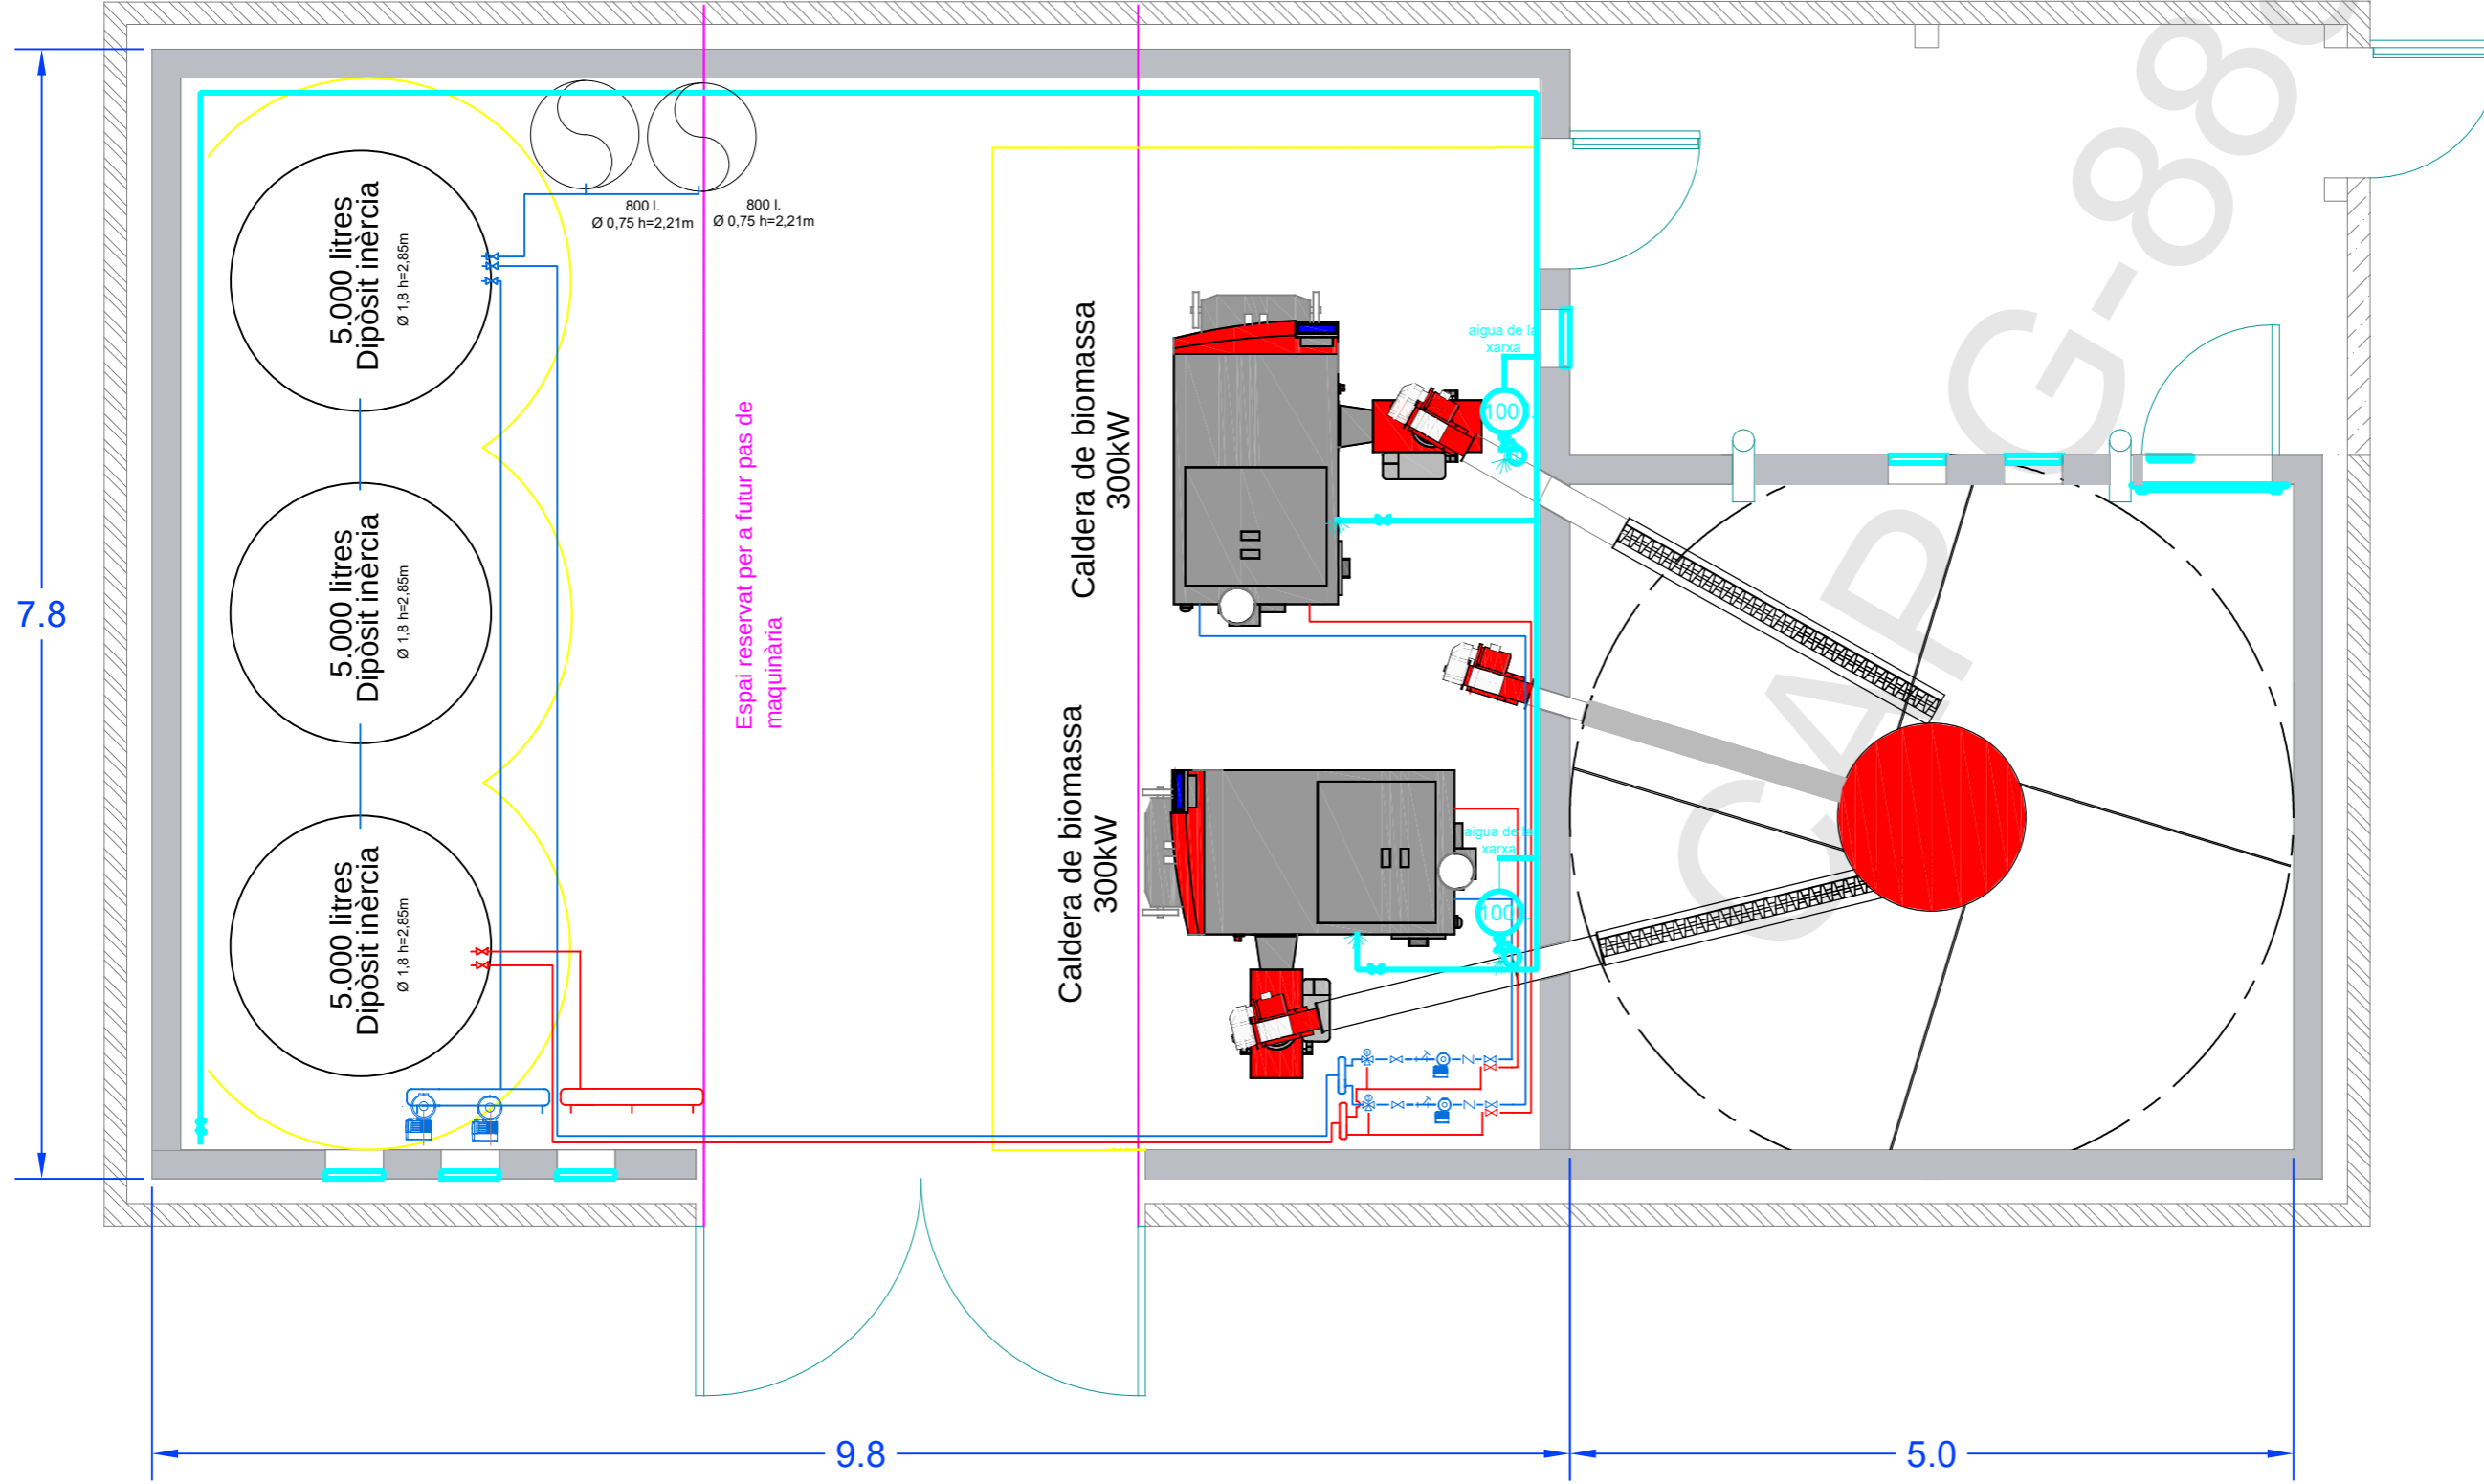 5.000 litres
Dipòsit inèrcia
Ø 1,8 h=2,85m
800 l.
Ø 0,75 h=2,21m
800 l.
Ø 0,75 h=2,21m
5.000 litres
Dipòsit inèrcia
Ø 1,8 h=2,85m
5.000 litres
Dipòsit inèrcia
Ø 1,8 h=2,85m
Espai reservat per a futur pas de
maquinària
Caldera de biomassa
300kW
aigua de la
xarxa
100
Caldera de biomassa
300kW
aigua de la
xarxa
100
7.8
9.8
5.0